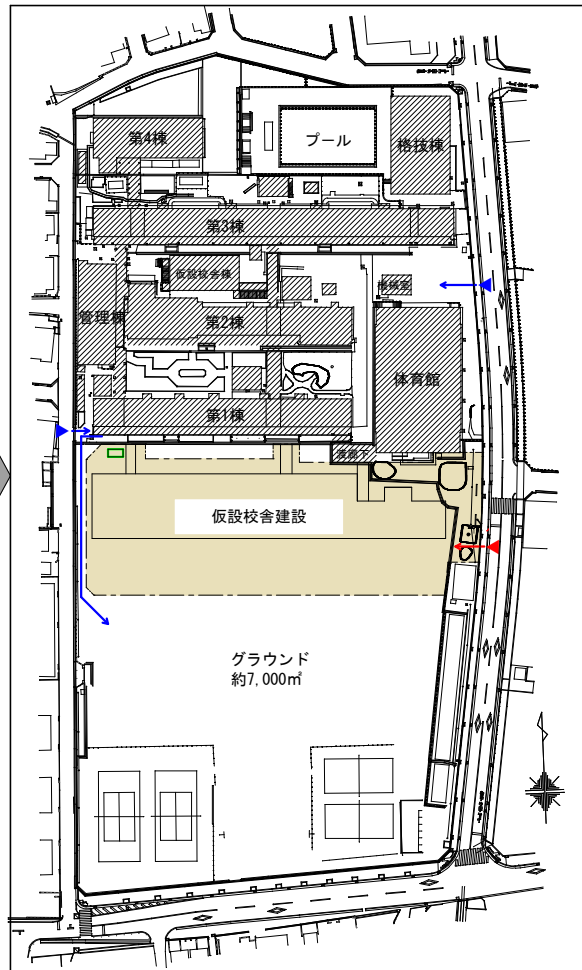 第4棟
プール
格技棟
第3棟
仮設校舎棟
機械室
管理棟
第2棟
体育館
第1棟
渡廊下
仮設校舎建設
グラウンド
約7,000㎡